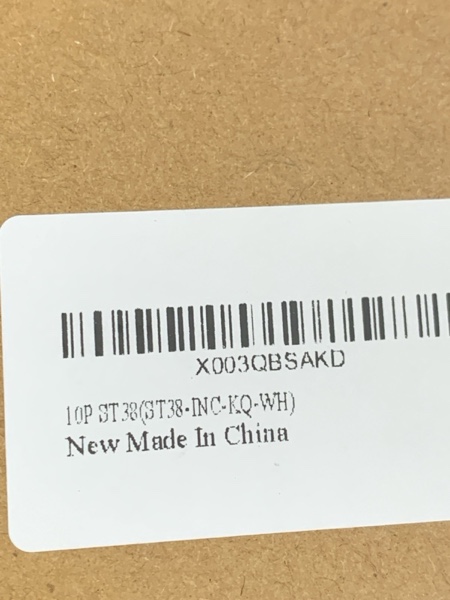 X003QBSAKD
10P ST38(ST38-INC-KQ-WH)
New Made In China